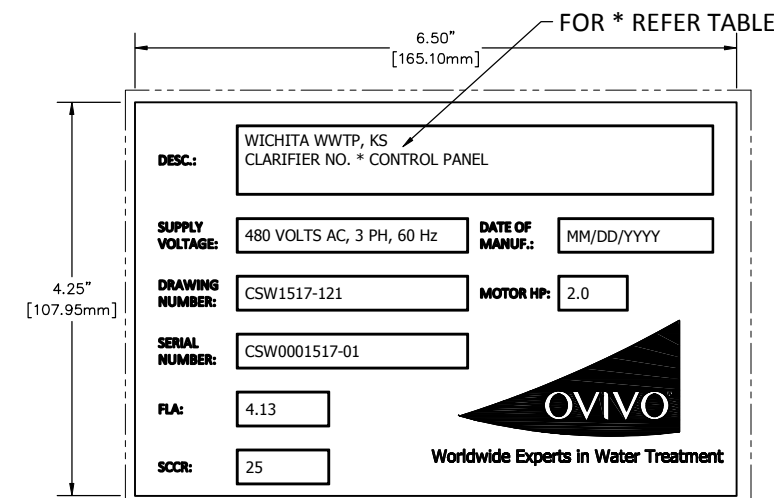 FOR * REFER TABLE
6.50"
[165.10mm]
DESC.:
WICHITA WWTP, KS
CLARIFIER NO. * CONTROL PANEL
SUPPLY
VOLTAGE:
480 VOLTS AC, 3 PH, 60 Hz
DATE OF
MANUF.:
MM/DD/YYYY
4.25"
[107.95mm]
DRAWING
NUMBER:
CSW1517-121
MOTOR HP:
2.0
SERIAL
NUMBER:
CSW0001517-01
FLA:
4.13
OVIVO
Worldwide Experts in Water Treatment
SCCR:
25